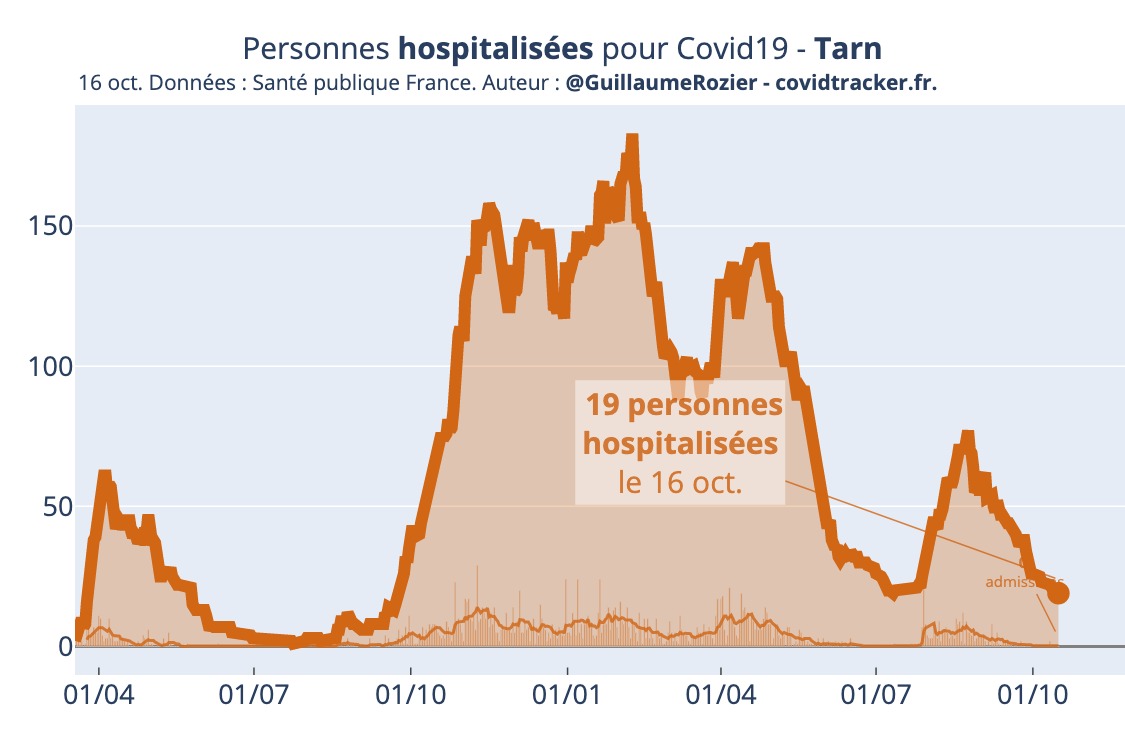 Personnes hospitalisées pour Covid19 - Tarn
16 oct. Données : Santé publique France. Auteur : @GuillaumeRozier - covidtracker.fr.
150
100
50
0
19 personnes
hospitalisées
le 16 oct.
01/04
01/07
01/10
01/01
01/04
01/07
01/10